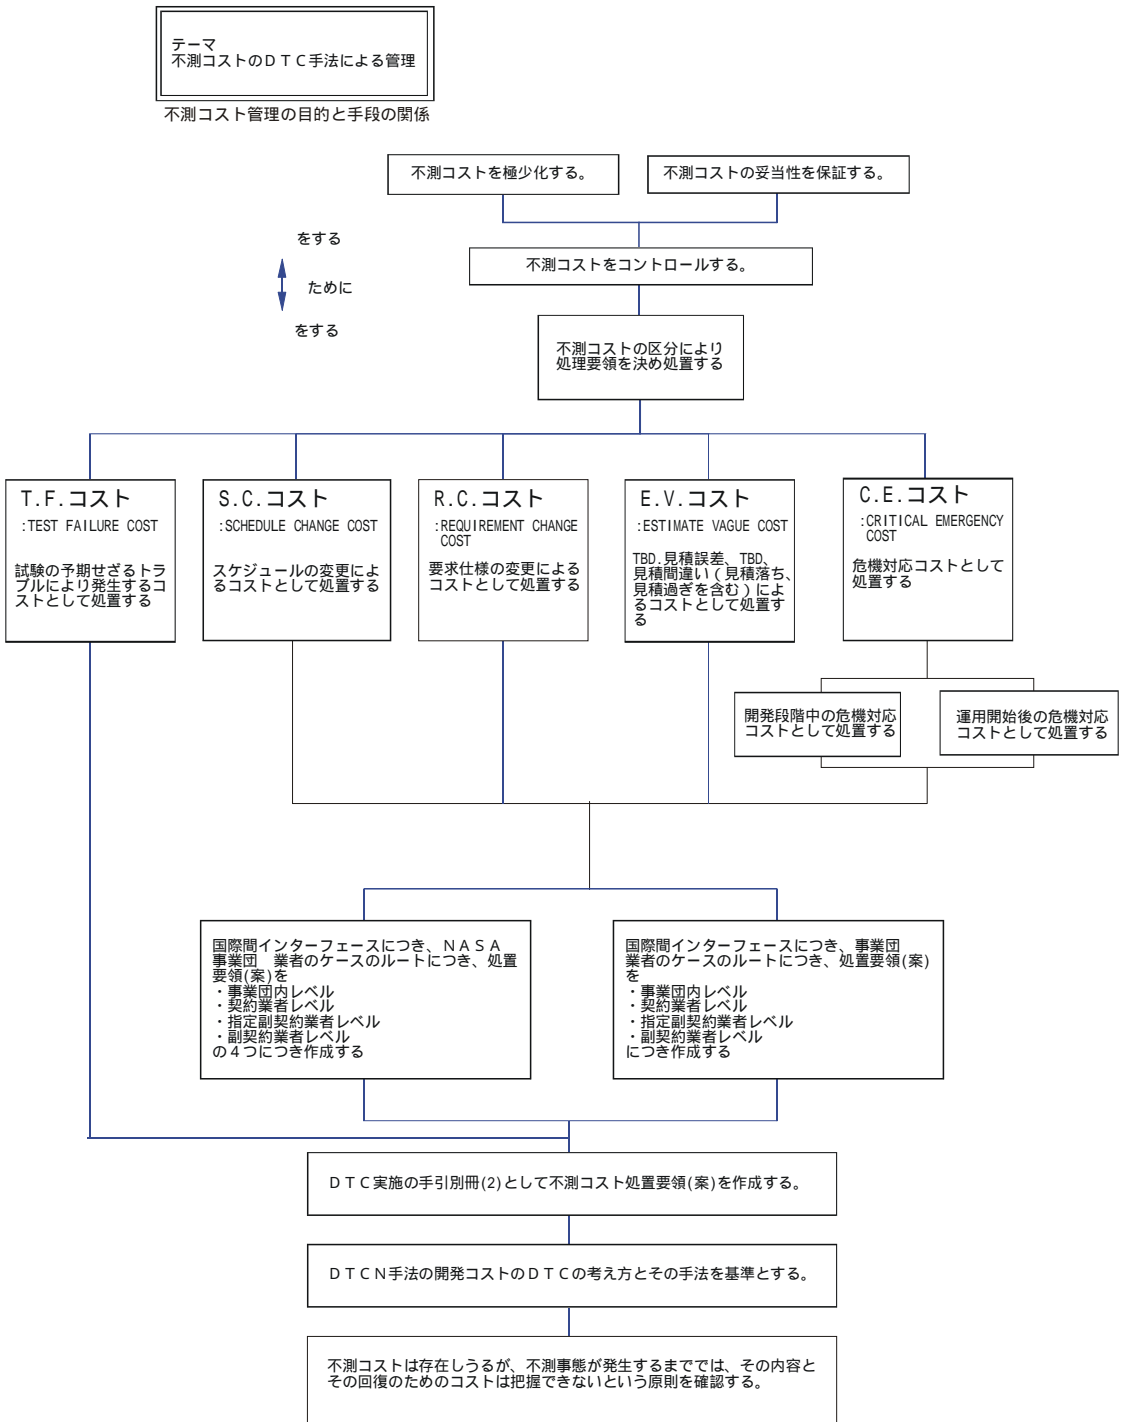 テーマ
不測コストのDTC手法による管理
不測コスト管理の目的と手段の関係
不測コストを極少化する。
不測コストの妥当性を保証する。
をする
ために
をする
不測コストをコントロールする。
不測コストの区分により
処理要領を決め処置する
T.F.コスト
:TEST FAILURE COST
試験の予期せざるトラ
ブルにより発生するコ
ストとして処置する
S.C.コスト
:SCHEDULE CHANGE COST
スケジュールの変更によ
るコストとして処置する
R.C.コスト
:REQUIREMENT CHANGE
COST
要求仕様の変更による
コストとして処置する
E.V.コスト
:ESTIMATE VAGUE COST
TBD.見積誤差、TBD、
見積間違い(見積落ち、
見積過ぎを含む)によ
るコストとして処置す
る
C.E.コスト
:CRITICAL EMERGENCY
COST
危機対応コストとして
処置する
開発段階中の危機対応
コストとして処置する
運用開始後の危機対応
コストとして処置する
国際間インターフェースにつき、NASA
事業団 業者のケースのルートにつき、処置
要領(案)を
・事業団内レベル
・契約業者レベル
・指定副契約業者レベル
・副契約業者レベル
の4つにつき作成する
国際間インターフェースにつき、事業団
業者のケースのルートにつき、処置要領(案)
を
・事業団内レベル
・契約業者レベル
・指定副契約業者レベル
・副契約業者レベル
につき作成する
DTC実施の手引別冊(2)として不測コスト処置要領(案)を作成する。
DTCN手法の開発コストのDTCの考え方とその手法を基準とする。
不測コストは存在しうるが、不測事態が発生するまででは、その内容と
その回復のためのコストは把握できないという原則を確認する。